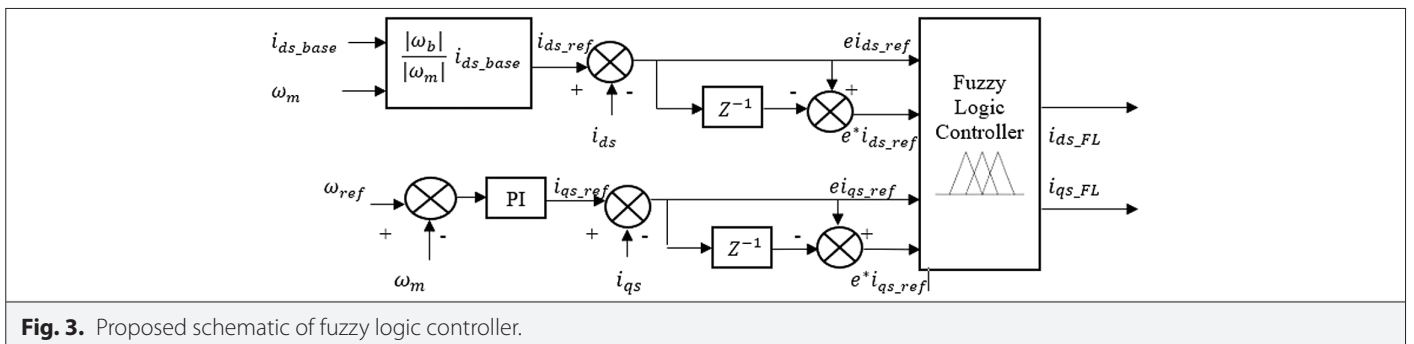 i_ds_base
|ω_b|
|ω_m| i_ds_base
ω_m
i_ds_ref
+
-
i_ds
Z⁻¹
-
+
ei_ds_ref
e*i_ds_ref
Fuzzy
Logic
Controller
i_ds_FL
i_qs_FL
ω_ref
+
-
ω_m
PI
i_qs_ref
+
-
i_qs
Z⁻¹
-
+
ei_qs_ref
e*i_qs_ref
Fig. 3. Proposed schematic of fuzzy logic controller.